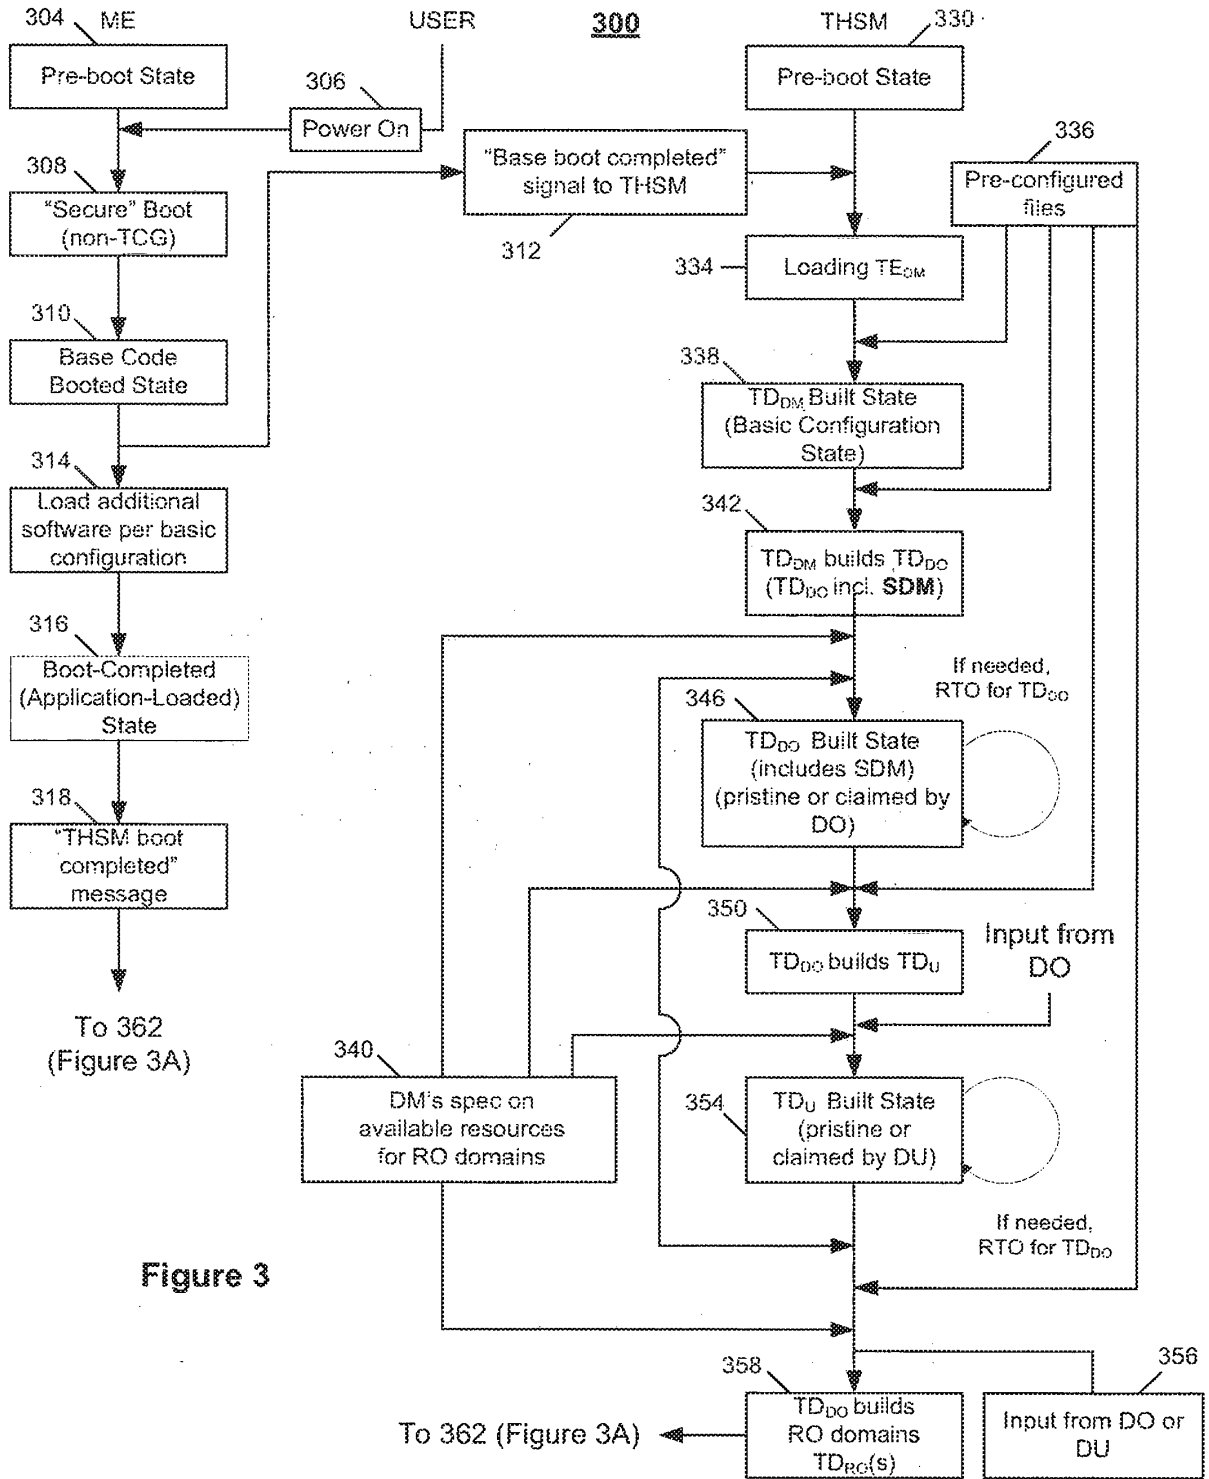 304
ME
USER
300
THSM
330
Pre-boot State
Pre-boot State
306
Power On
336
"Base boot completed"
signal to THSM
312
Pre-configured
files
308
"Secure" Boot
(non-TCG)
334
Loading TEDM
310
Base Code
Booted State
338
TDDM Built State
(Basic Configuration
State)
314
Load additional
software per basic
configuration
342
TDDM builds TDDO
(TDDO incl. SDM)
316
Boot-Completed
(Application-Loaded)
State
If needed,
RTO for TDDO
346
TDDO Built State
(includes SDM)
(pristine or claimed by
DO)
318
"THSM boot
completed"
message
350
TDDO builds TDU
Input from
DO
To 362
(Figure 3A)
340
DM's spec on
available resources
for RO domains
354
TDU Built State
(pristine or
claimed by DU)
If needed,
RTO for TDDO
Figure 3
358
356
TDDO builds
RO domains
TDRO(s)
Input from DO or
DU
To 362 (Figure 3A)